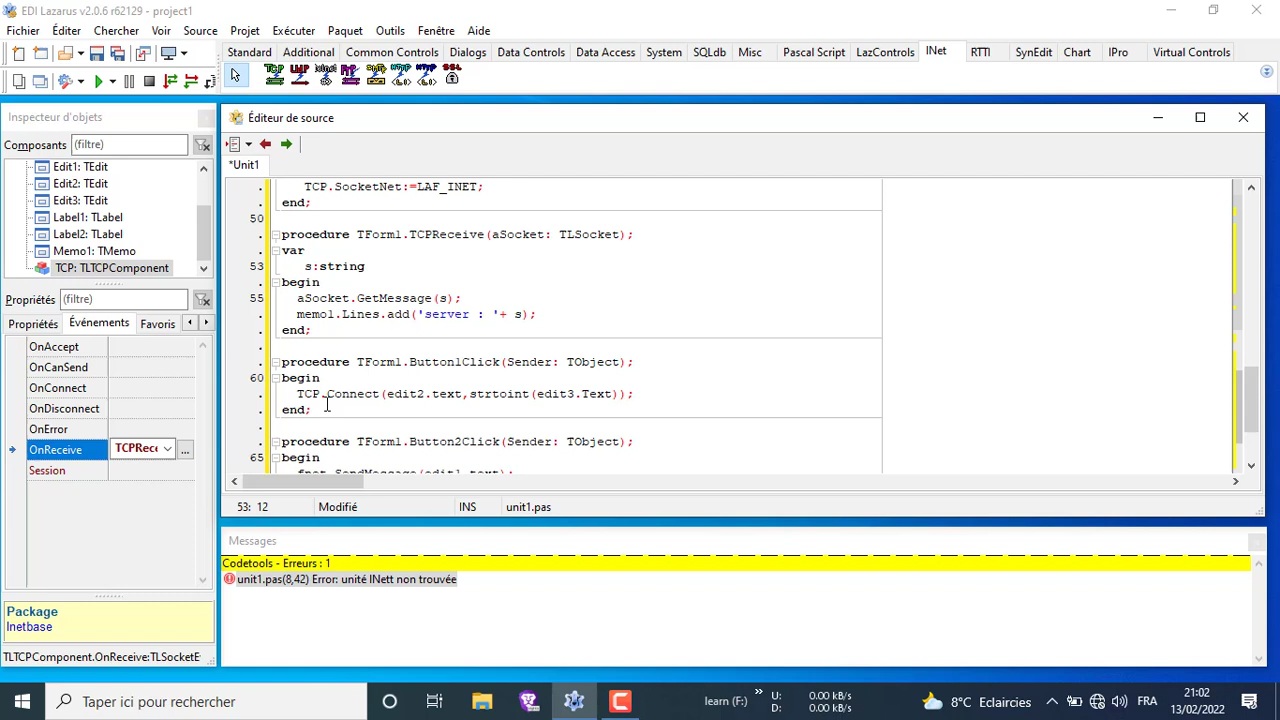 EDI Lazarus v2.0.6 r62129 - project1
Fichier Éditer Chercher Voir Source Projet Exécuter Paquet Outils Fenêtre Aide
Standard Additional Common Controls Dialogs Data Controls Data Access System SQLdb Misc Pascal Script LazControls INet RTTI SynEdit Chart IPro Virtual Controls
Inspecteur d'objets
Composants (filtre)
Edit1: TEdit
Edit2: TEdit
Edit3: TEdit
Label1: TLabel
Label2: TLabel
Memo1: TMemo
TCP: TLTCPComponent
Propriétés (filtre)
Propriétés Événements Favoris
OnAccept
OnCanSend
OnConnect
OnDisconnect
OnError
OnReceive TCPRece ...
Session
Package
Inetbase
TLTCPComponent.OnReceive:TLSocketE
Éditeur de source
*Unit1
TCP.SocketNet:=LAF_INET;
end;
50
procedure TForm1.TCPReceive(aSocket: TLSocket);
var
53 s:string
begin
55 aSocket.GetMessage(s);
memo1.Lines.add('server : '+ s);
end;
procedure TForm1.Button1Click(Sender: TObject);
60 begin
TCP.Connect(edit2.text,strtoint(edit3.Text));
end;
procedure TForm1.Button2Click(Sender: TObject);
65 begin
fnet.SendMessage(edit1.text);
53: 12 Modifié INS unit1.pas
Messages
Codetools - Erreurs : 1
unit1.pas(8,42) Error: unité INett non trouvée
Taper ici pour rechercher
learn (F:) »
U: 0.00 kB/s
D: 0.00 kB/s
8°C Eclaircies
FRA
21:02
13/02/2022